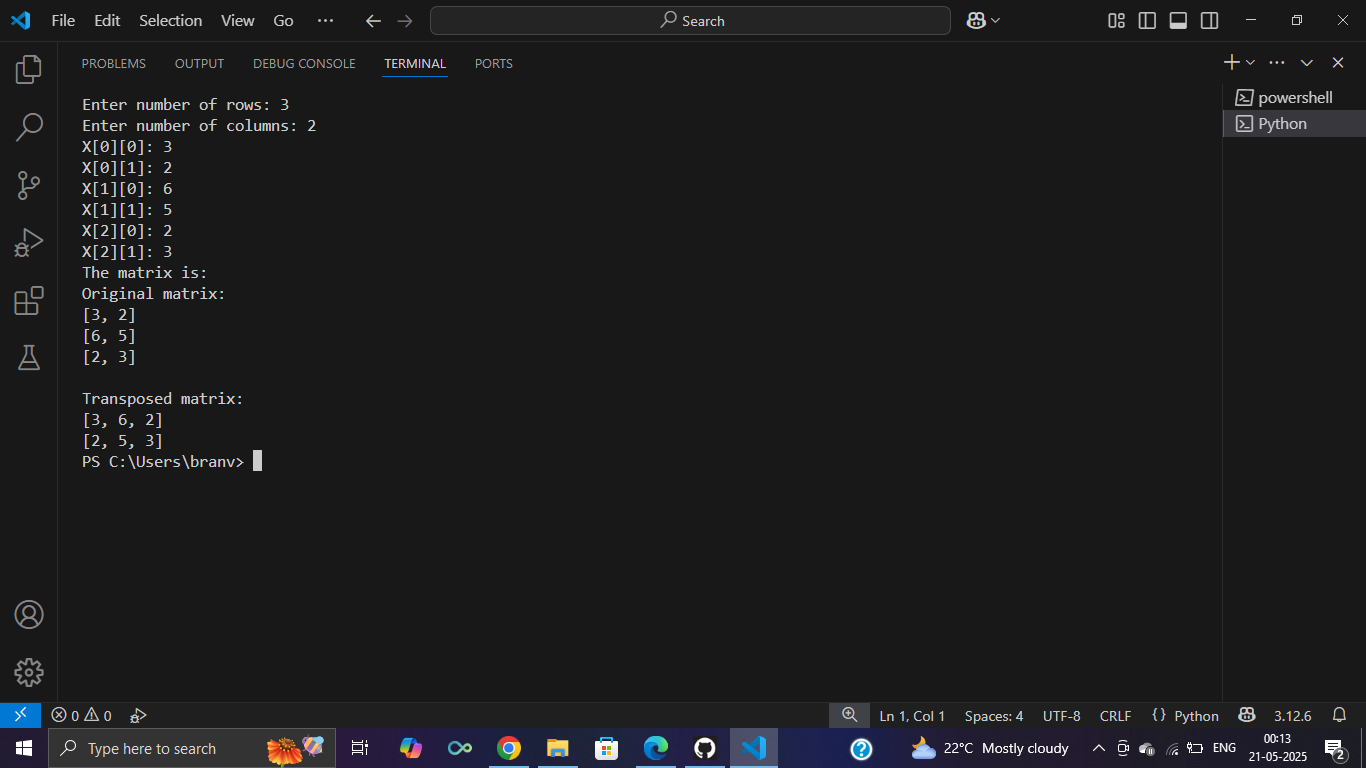 File Edit Selection View Go ··· Search
PROBLEMS OUTPUT DEBUG CONSOLE TERMINAL PORTS
Enter number of rows: 3
Enter number of columns: 2
X[0][0]: 3
X[0][1]: 2
X[1][0]: 6
X[1][1]: 5
X[2][0]: 2
X[2][1]: 3
The matrix is:
Original matrix:
[3, 2]
[6, 5]
[2, 3]
Transposed matrix:
[3, 6, 2]
[2, 5, 3]
PS C:\Users\branv>
powershell
Python
0 0 Ln 1, Col 1 Spaces: 4 UTF-8 CRLF {} Python 3.12.6
Type here to search 22°C Mostly cloudy ENG 00:13
21-05-2025 2